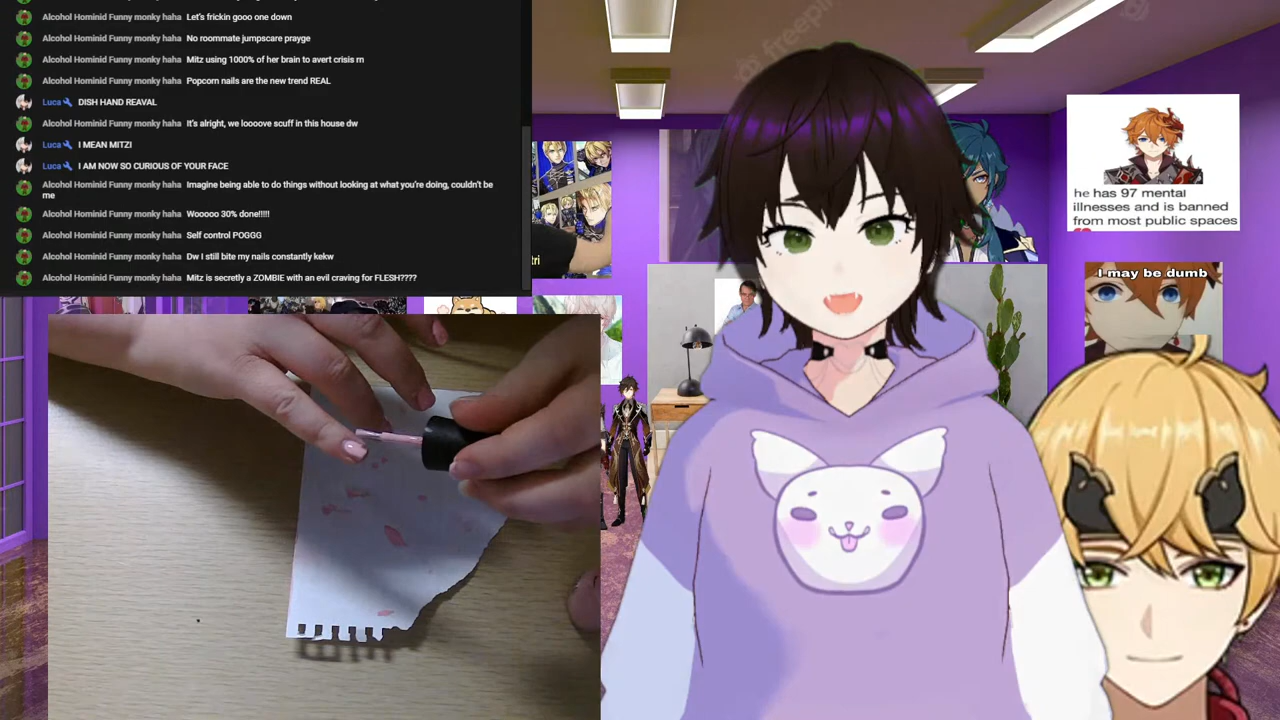 Alcohol Hominid Funny monky haha Let's frickin gooo one down
Alcohol Hominid Funny monky haha No roommate jumpscare prayge
Alcohol Hominid Funny monky haha Mitz using 1000% of her brain to avert crisis rn
Alcohol Hominid Funny monky haha Popcorn nails are the new trend REAL
Luca DISH HAND REAVAL
Alcohol Hominid Funny monky haha It's alright, we loooove scuff in this house dw
Luca I MEAN MITZI
Luca I AM NOW SO CURIOUS OF YOUR FACE
Alcohol Hominid Funny monky haha Imagine being able to do things without looking at what you're doing, couldn't be
me
Alcohol Hominid Funny monky haha Wooooo 30% done!!!!!
Alcohol Hominid Funny monky haha Self control POGGG
Alcohol Hominid Funny monky haha Dw I still bite my nails constantly kekw
Alcohol Hominid Funny monky haha Mitz is secretly a ZOMBIE with an evil craving for FLESH????
tri
freepik
he has 97 mental
illnesses and is banned
from most public spaces
I may be dumb